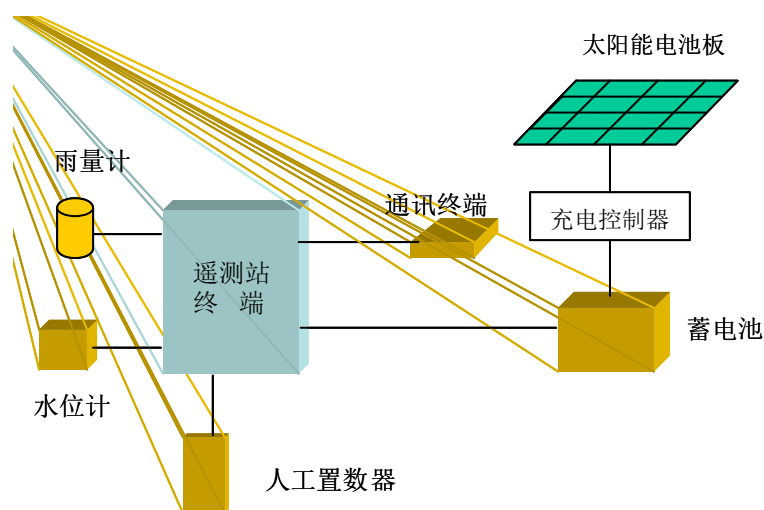 太阳能电池板
雨量计
通讯终端
充电控制器
遥测站
终 端
蓄电池
水位计
人工置数器